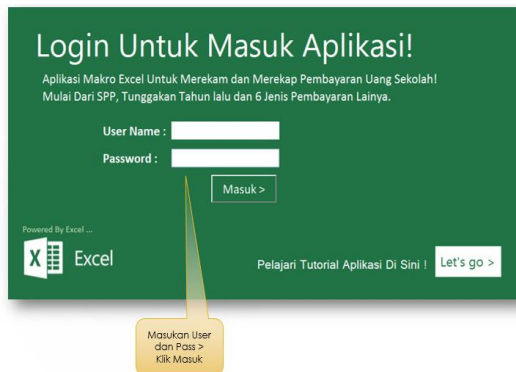 Login Untuk Masuk Aplikasi!
Aplikasi Makro Excel Untuk Merekam dan Merekap Pembayaran Uang Sekolah!
Mulai Dari SPP, Tunggakan Tahun lalu dan 6 Jenis Pembayaran Lainya.
User Name :
Password :
Masuk >
Powered By Excel ...
X Excel
Pelajari Tutorial Aplikasi Di Sini !
Let's go >
Masukan User
dan Pass >
Klik Masuk